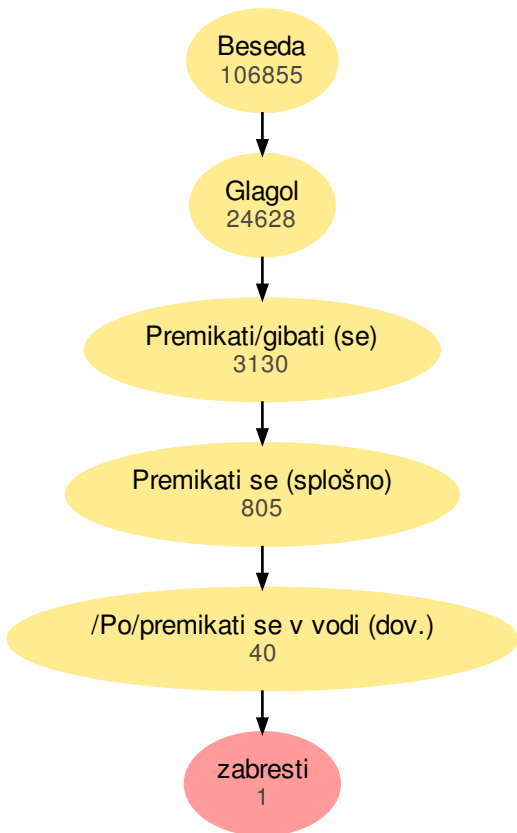 Beseda
106855
Glagol
24628
Premikati/gibati (se)
3130
Premikati se (splošno)
805
/Po/premikati se v vodi (dov.)
40
zabresti
1